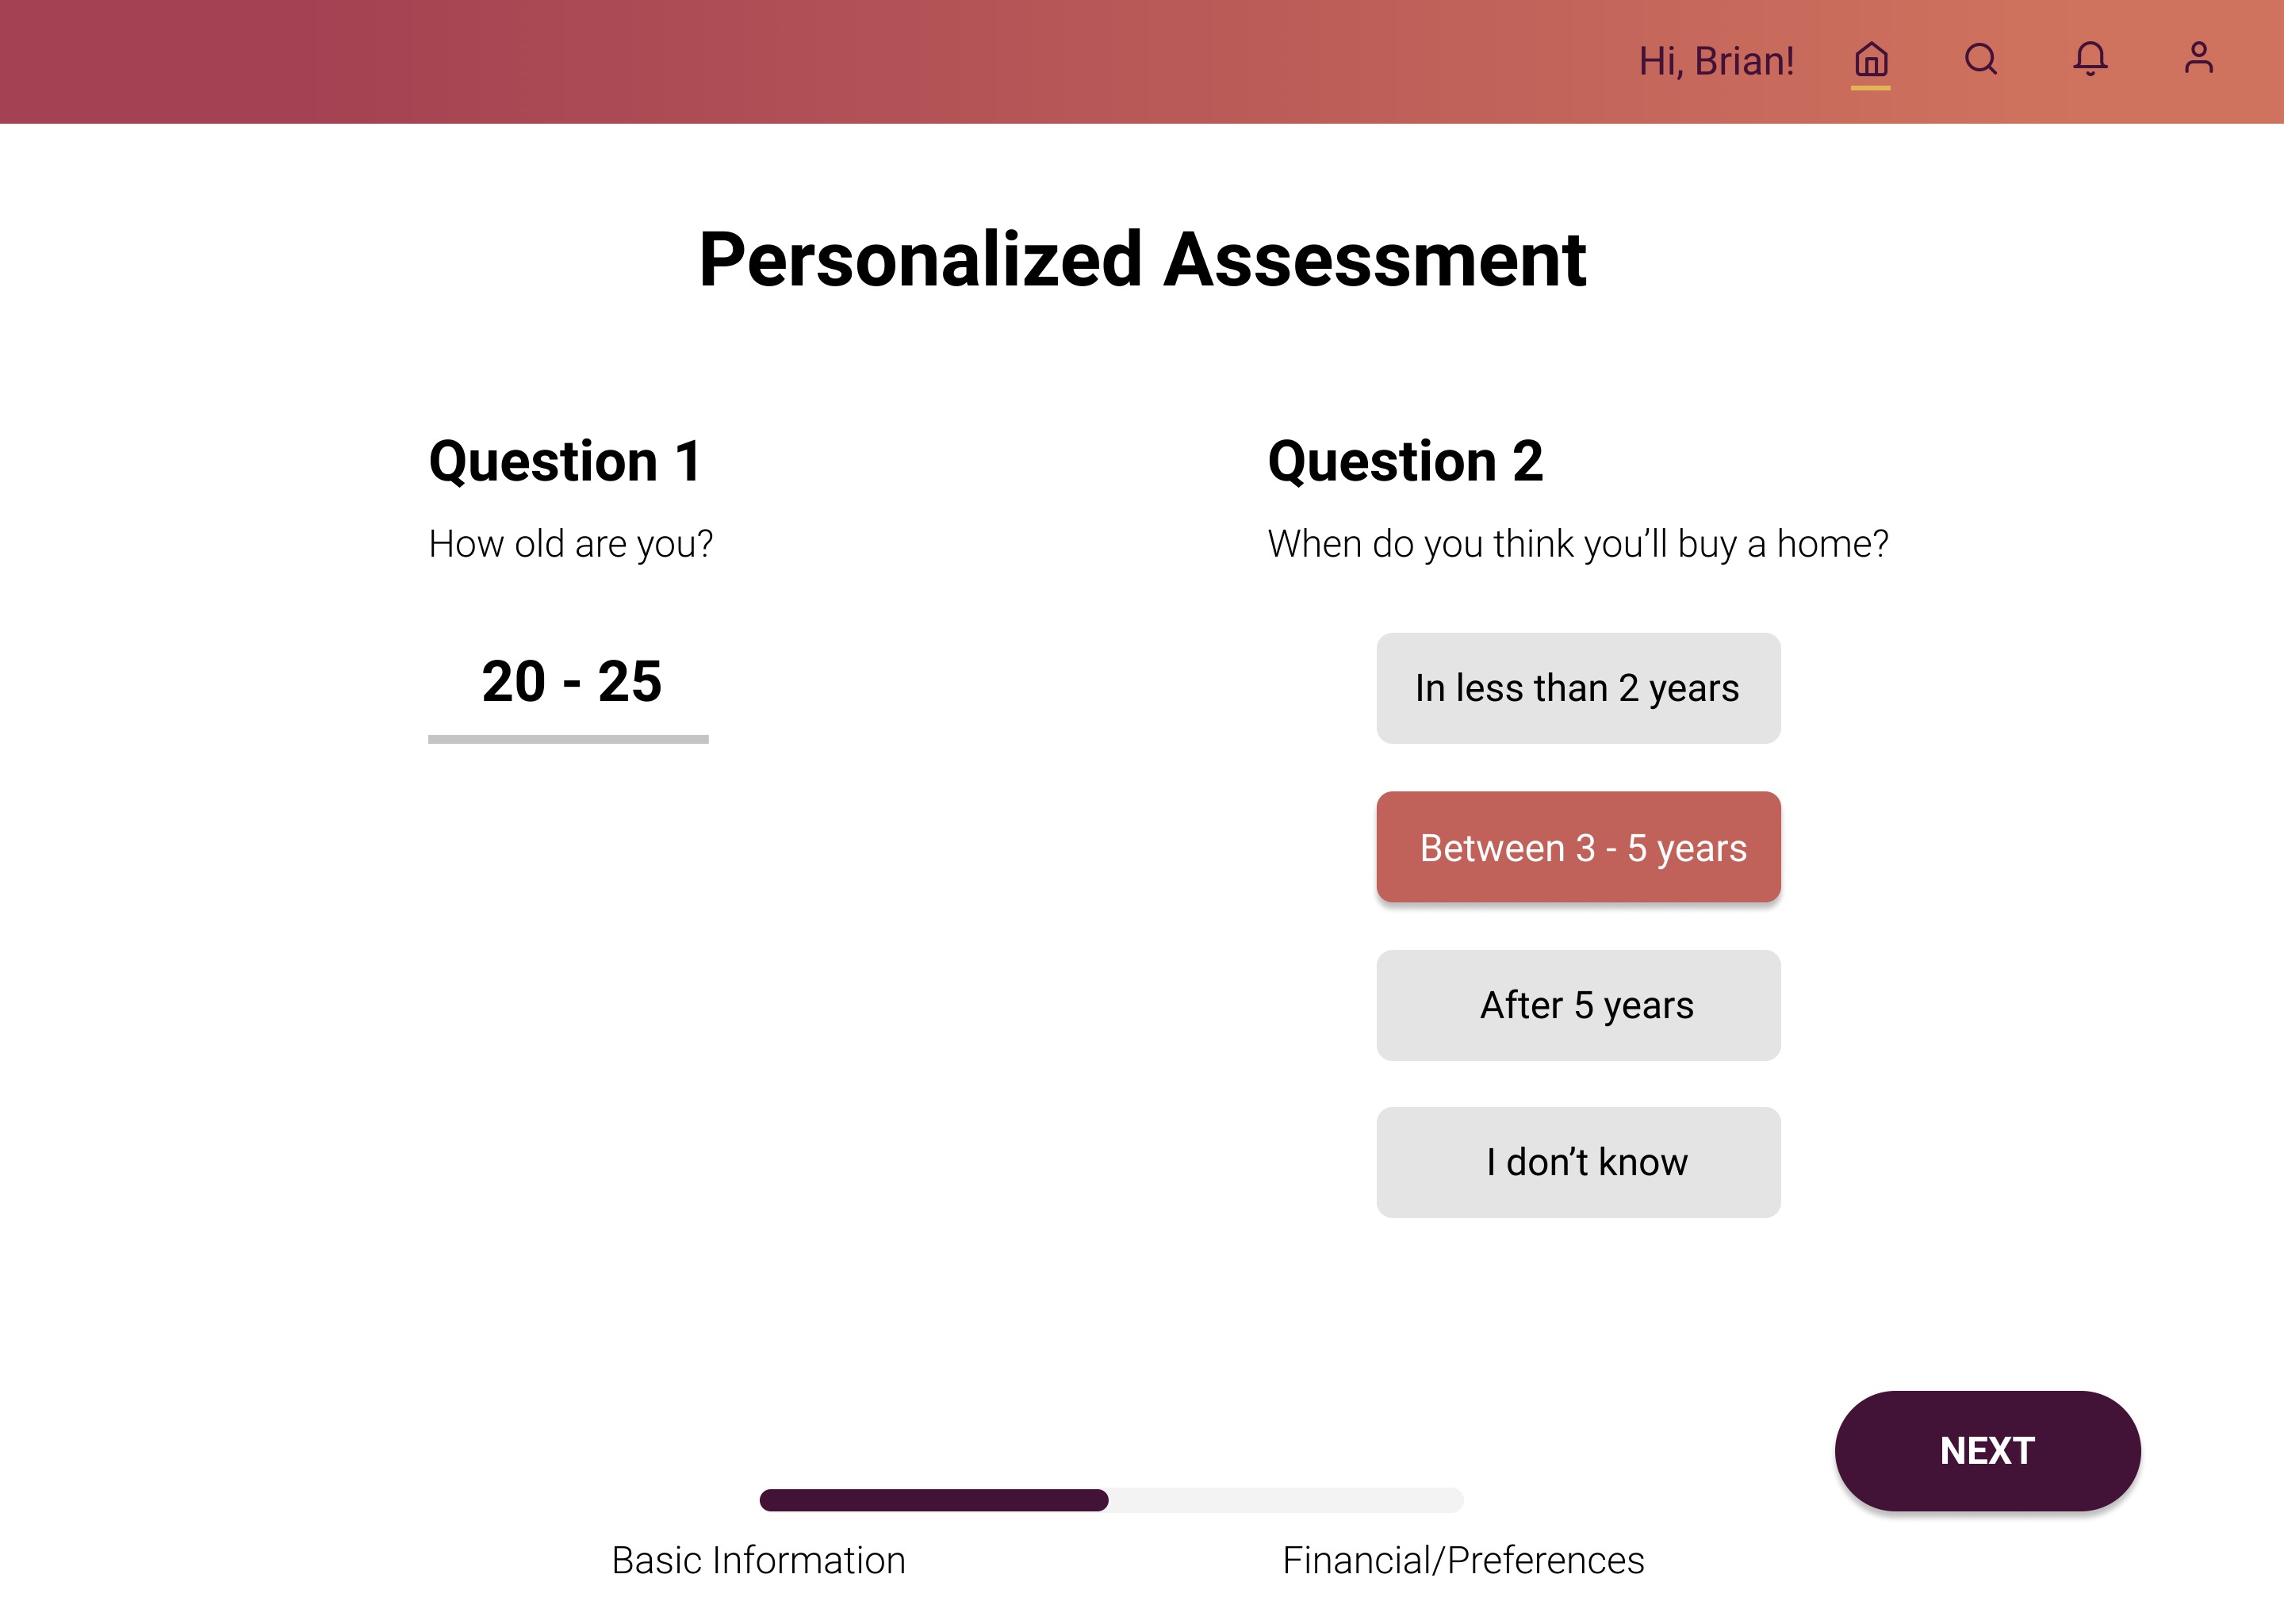 Hi, Brian!
Personalized Assessment
Question 1
How old are you?
20 - 25
Question 2
When do you think you’ll buy a home?
In less than 2 years
Between 3 - 5 years
After 5 years
I don’t know
NEXT
Basic Information
Financial/Preferences